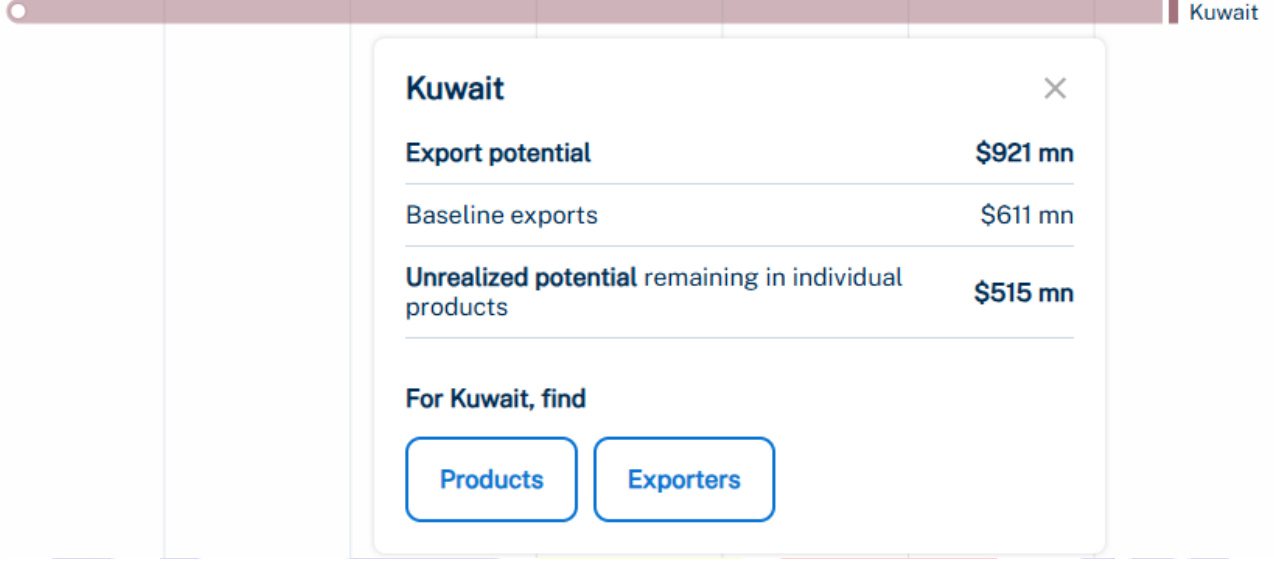 Kuwait
Kuwait
Export potential $921 mn
Baseline exports $611 mn
Unrealized potential remaining in individual
products $515 mn
For Kuwait, find
Products Exporters